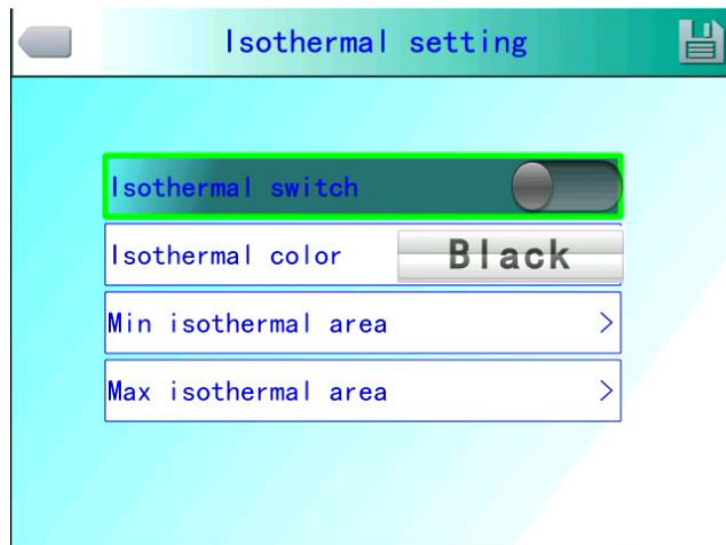 Isothermal setting
Isothermal switch
Isothermal color Black
Min isothermal area >
Max isothermal area >